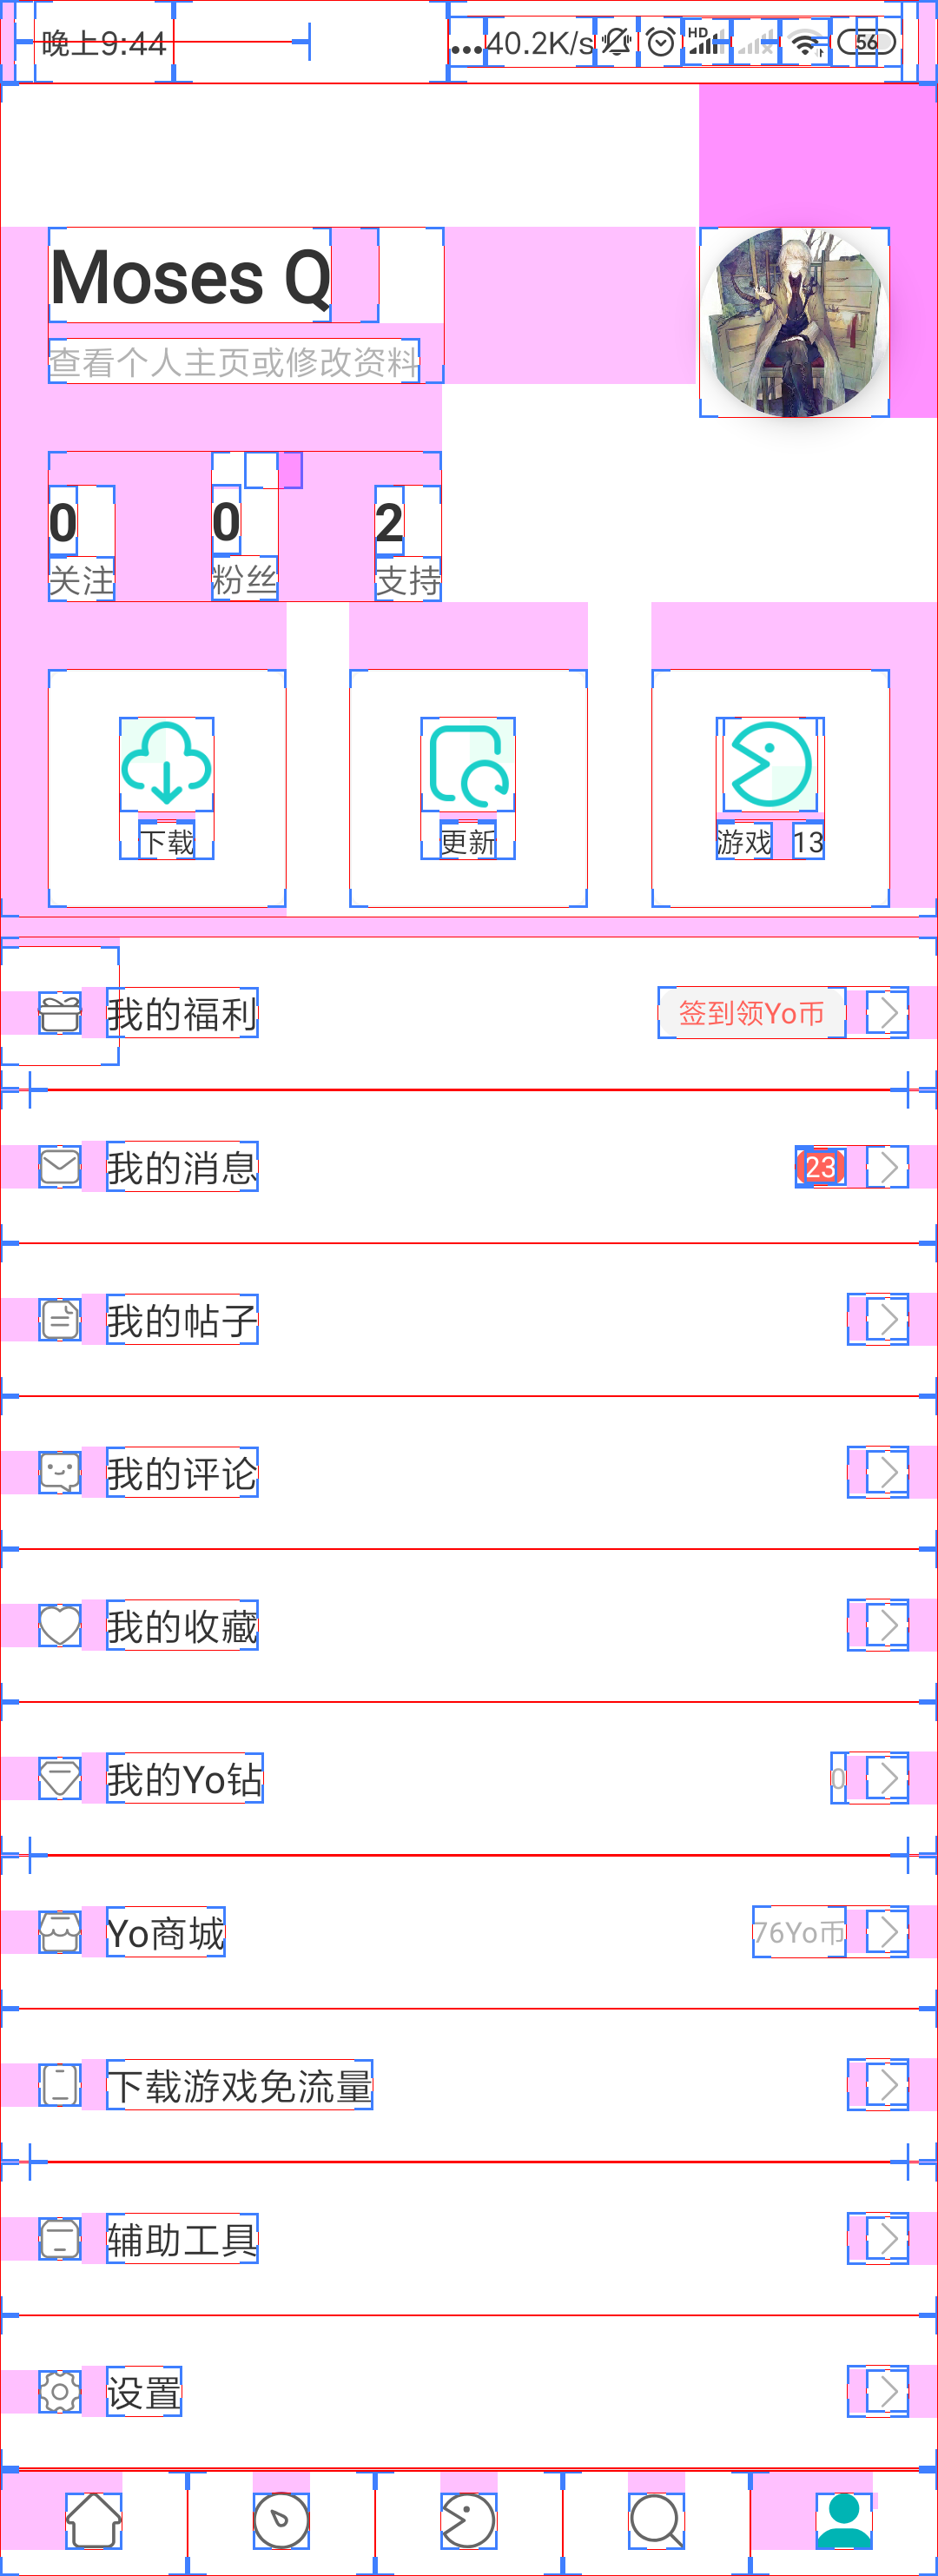 晚上9:44 ...40.2K/s HD 56
Moses Q
查看个人主页或修改资料
0 0 2
关注 粉丝 支持
下载 更新 游戏 13
我的福利 签到领Yo币
我的消息 23
我的帖子
我的评论
我的收藏
我的Yo钻 0
Yo商城 76Yo币
下载游戏免流量
辅助工具
设置